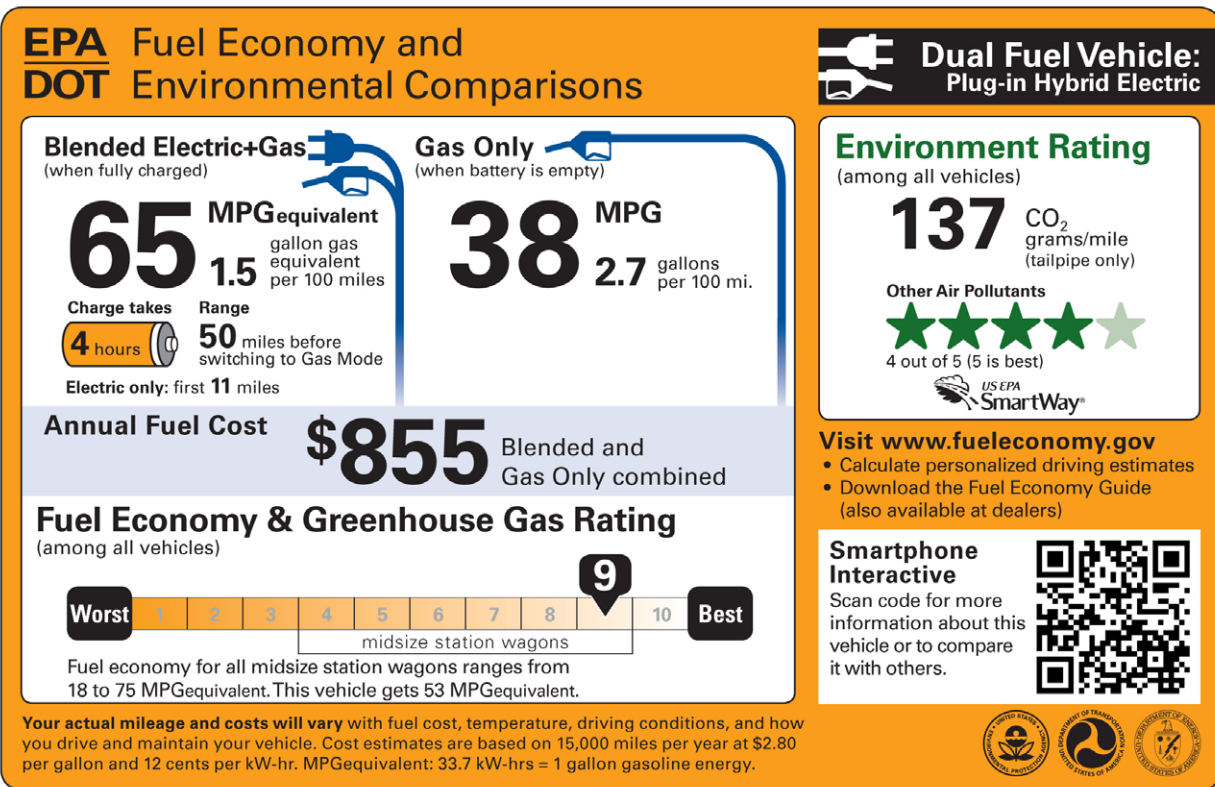 EPA
DOT
Fuel Economy and
Environmental Comparisons
Dual Fuel Vehicle:
Plug-in Hybrid Electric
Blended Electric+Gas
(when fully charged)
65 MPGequivalent
1.5 gallon gas
equivalent
per 100 miles
Charge takes
4 hours
Range
50 miles before
switching to Gas Mode
Electric only: first 11 miles
Gas Only
(when battery is empty)
38 MPG
2.7 gallons
per 100 mi.
Annual Fuel Cost
$855 Blended and
Gas Only combined
Fuel Economy & Greenhouse Gas Rating
(among all vehicles)
9
Worst 1 2 3 4 5 6 7 8 10 Best
midsize station wagons
Fuel economy for all midsize station wagons ranges from
18 to 75 MPGequivalent. This vehicle gets 53 MPGequivalent.
Environment Rating
(among all vehicles)
137 CO2
grams/mile
(tailpipe only)
Other Air Pollutants
4 out of 5 (5 is best)
US EPA
SmartWay®
Visit www.fueleconomy.gov
• Calculate personalized driving estimates
• Download the Fuel Economy Guide
(also available at dealers)
Smartphone
Interactive
Scan code for more
information about this
vehicle or to compare
it with others.
Your actual mileage and costs will vary with fuel cost, temperature, driving conditions, and how
you drive and maintain your vehicle. Cost estimates are based on 15,000 miles per year at $2.80
per gallon and 12 cents per kW-hr. MPGequivalent: 33.7 kW-hrs = 1 gallon gasoline energy.